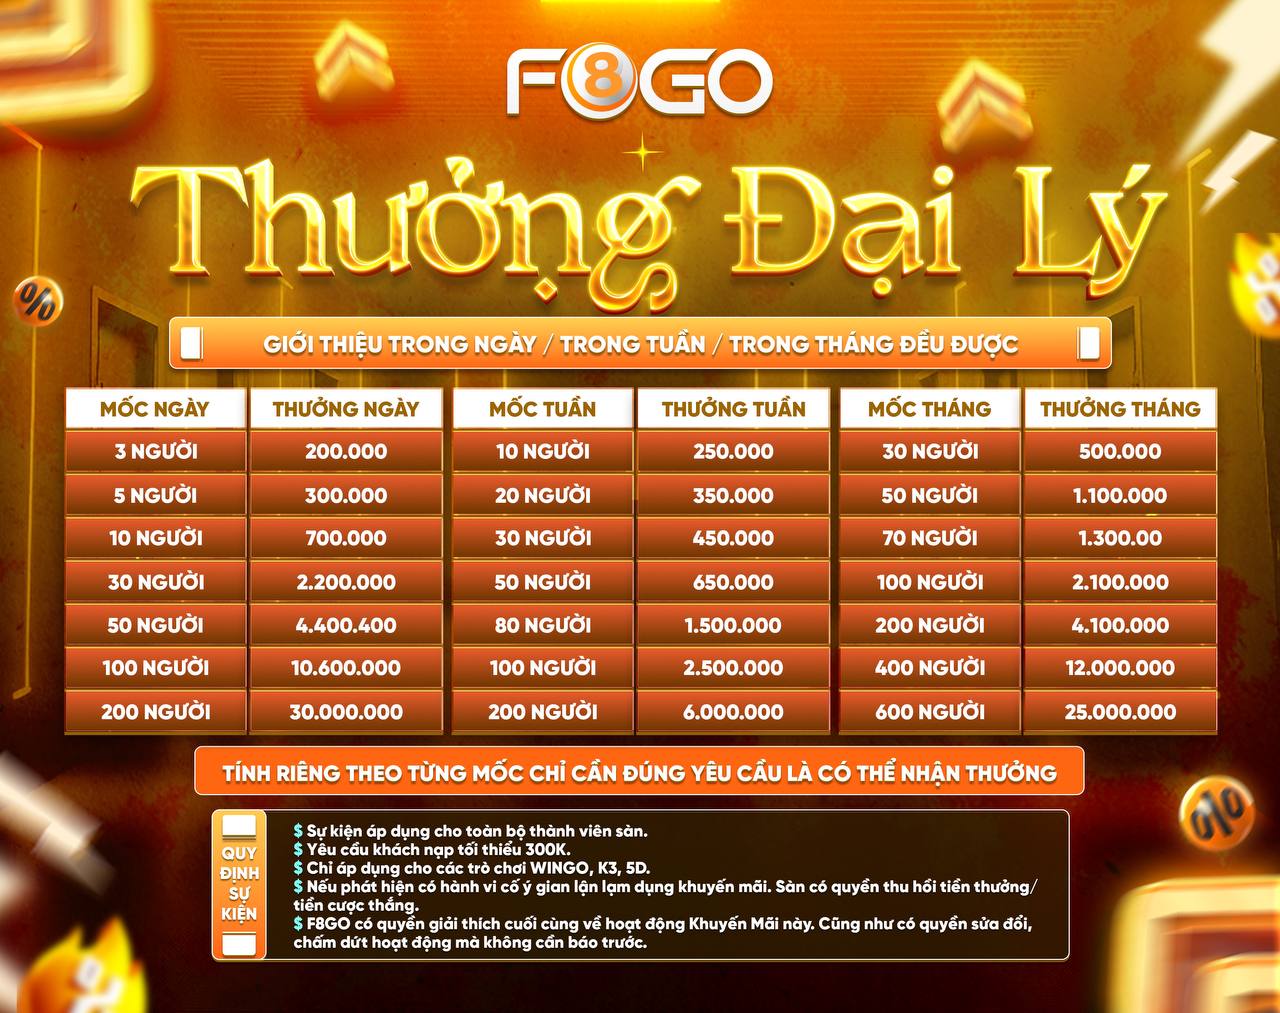 F8GO
Thưởng Đại Lý
GIỚI THIỆU TRONG NGÀY / TRONG TUẦN / TRONG THÁNG ĐỀU ĐƯỢC
MỐC NGÀY THƯỞNG NGÀY MỐC TUẦN THƯỞNG TUẦN MỐC THÁNG THƯỞNG THÁNG
3 NGƯỜI 200.000 10 NGƯỜI 250.000 30 NGƯỜI 500.000
5 NGƯỜI 300.000 20 NGƯỜI 350.000 50 NGƯỜI 1.100.000
10 NGƯỜI 700.000 30 NGƯỜI 450.000 70 NGƯỜI 1.300.00
30 NGƯỜI 2.200.000 50 NGƯỜI 650.000 100 NGƯỜI 2.100.000
50 NGƯỜI 4.400.400 80 NGƯỜI 1.500.000 200 NGƯỜI 4.100.000
100 NGƯỜI 10.600.000 100 NGƯỜI 2.500.000 400 NGƯỜI 12.000.000
200 NGƯỜI 30.000.000 200 NGƯỜI 6.000.000 600 NGƯỜI 25.000.000
TÍNH RIÊNG THEO TỪNG MỐC CHỈ CẦN ĐÚNG YÊU CẦU LÀ CÓ THỂ NHẬN THƯỞNG
QUY
ĐỊNH
SỰ
KIỆN
$ Sự kiện áp dụng cho toàn bộ thành viên sàn.
$ Yêu cầu khách nạp tối thiểu 300K.
$ Chỉ áp dụng cho các trò chơi WINGO, K3, 5D.
$ Nếu phát hiện có hành vi cố ý gian lận lạm dụng khuyến mãi. Sàn có quyền thu hồi tiền thưởng/
tiền cược thắng.
$ F8GO có quyền giải thích cuối cùng về hoạt động Khuyến Mãi này. Cũng như có quyền sửa đổi,
chấm dứt hoạt động mà không cần báo trước.
%
%